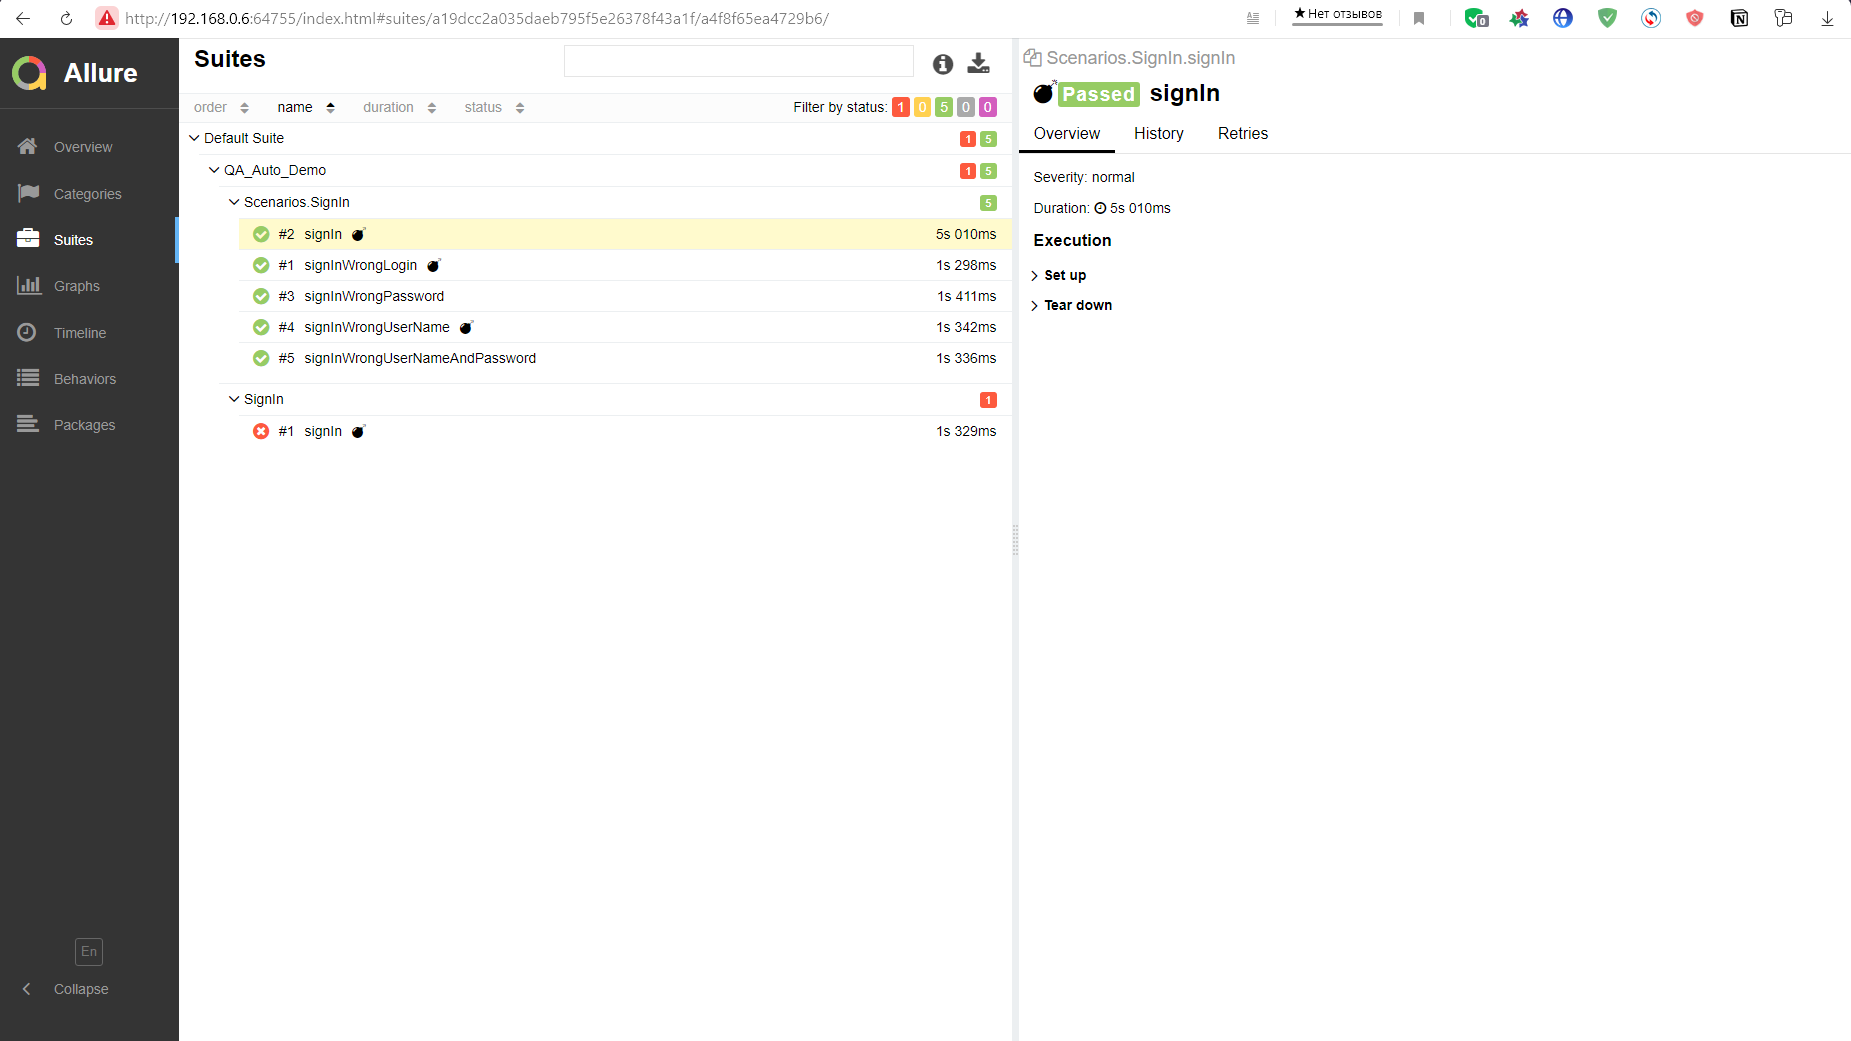 http://192.168.0.6:64755/index.html#suites/a19dcc2a035daeb795f5e26378f43a1f/a4f8f65ea4729b6/
★Нет отзывов
0
Allure
Overview
Categories
Suites
Graphs
Timeline
Behaviors
Packages
En
Collapse
Suites
order name duration status Filter by status: 1 0 5 0 0
Default Suite 1 5
QA_Auto_Demo 1 5
Scenarios.SignIn 5
#2 signIn 5s 010ms
#1 signInWrongLogin 1s 298ms
#3 signInWrongPassword 1s 411ms
#4 signInWrongUserName 1s 342ms
#5 signInWrongUserNameAndPassword 1s 336ms
SignIn 1
#1 signIn 1s 329ms
Scenarios.SignIn.signIn
Passed signIn
Overview History Retries
Severity: normal
Duration: 5s 010ms
Execution
Set up
Tear down